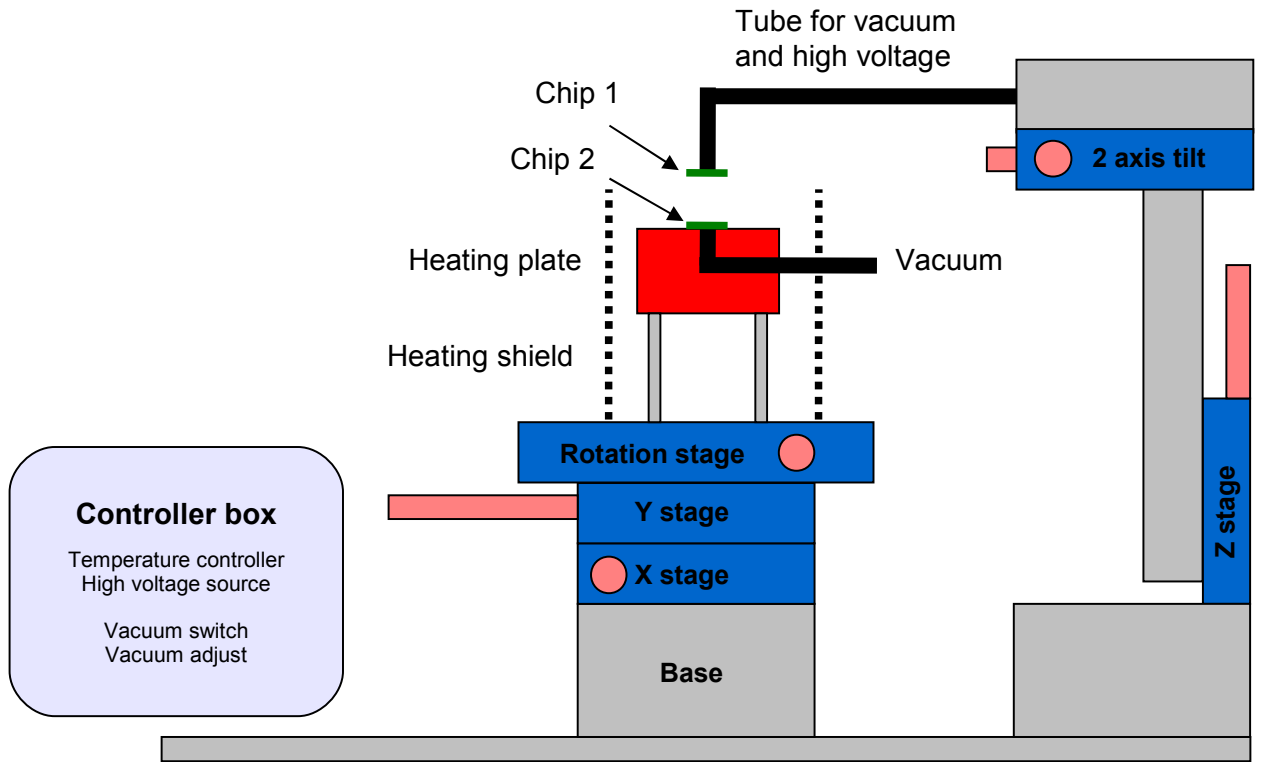 Tube for vacuum
and high voltage
Chip 1
Chip 2
2 axis tilt
Heating plate
Vacuum
Heating shield
Rotation stage
Y stage
Z stage
X stage
Controller box
Temperature controller
High voltage source
Vacuum switch
Vacuum adjust
Base